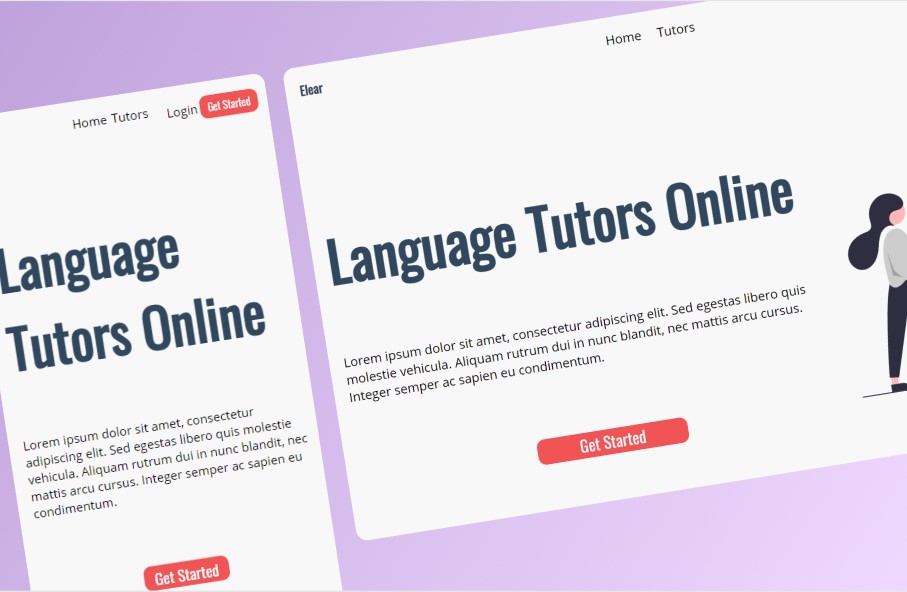 Home Tutors Login Get Started
Language
Tutors Online
Lorem ipsum dolor sit amet, consectetur
adipiscing elit. Sed egestas libero quis molestie
vehicula. Aliquam rutrum dui in nunc blandit, nec
mattis arcu cursus. Integer semper ac sapien eu
condimentum.
Get Started
Home Tutors
Elear
Language Tutors Online
Lorem ipsum dolor sit amet, consectetur adipiscing elit. Sed egestas libero quis
molestie vehicula. Aliquam rutrum dui in nunc blandit, nec mattis arcu cursus.
Integer semper ac sapien eu condimentum.
Get Started